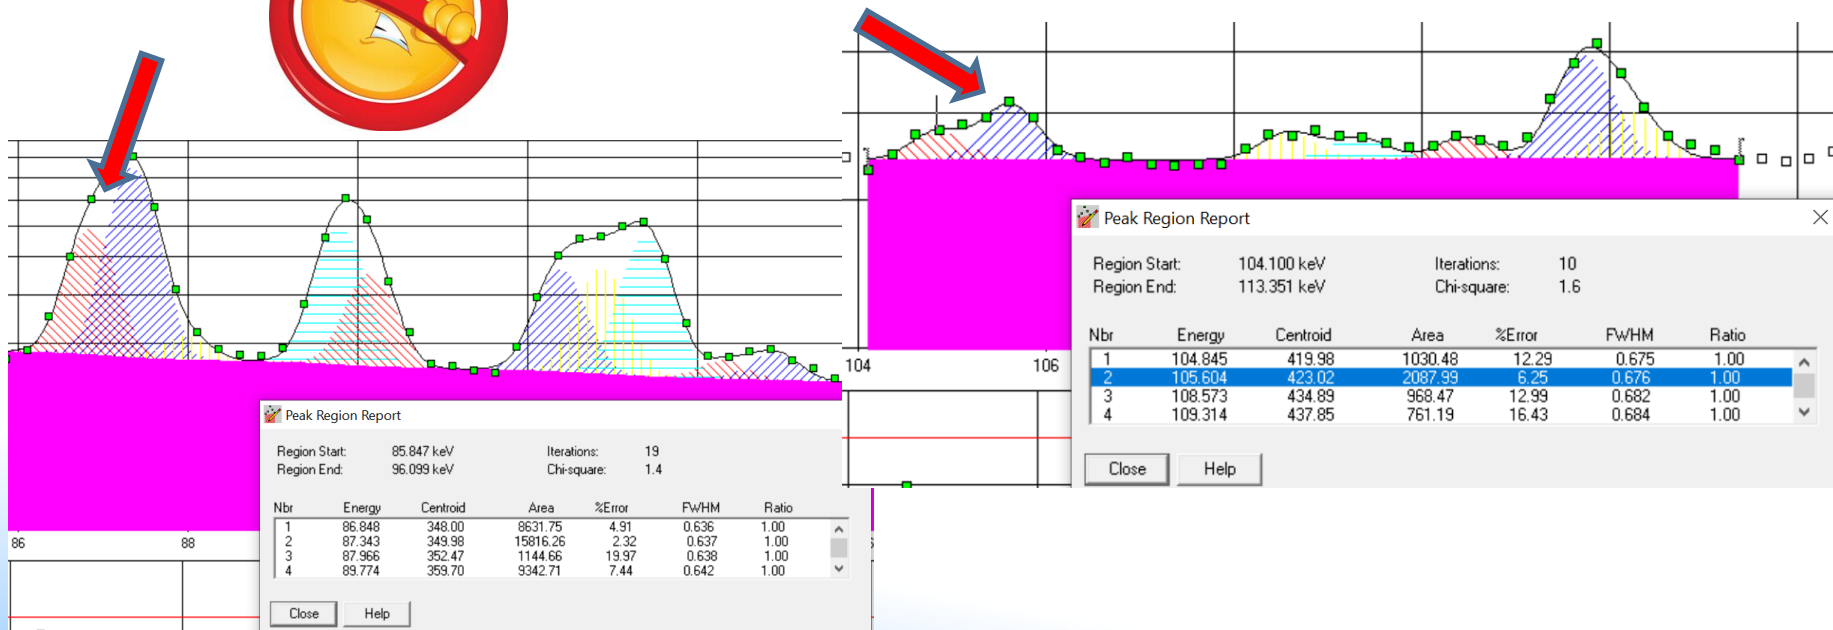 104
106
Peak Region Report
Region Start: 104.100 keV Iterations: 10
Region End: 113.351 keV Chi-square: 1.6
Nbr Energy Centroid Area %Error FWHM Ratio
1 104.845 419.98 1030.48 12.29 0.675 1.00
2 105.604 423.02 2087.99 6.25 0.676 1.00
3 108.573 434.89 968.47 12.99 0.682 1.00
4 109.314 437.85 761.19 16.43 0.684 1.00
Close Help
86
88
Peak Region Report
Region Start: 85.847 keV Iterations: 19
Region End: 96.099 keV Chi-square: 1.4
Nbr Energy Centroid Area %Error FWHM Ratio
1 86.848 348.00 8631.75 4.91 0.636 1.00
2 87.343 349.98 15816.26 2.32 0.637 1.00
3 87.966 352.47 1144.66 19.97 0.638 1.00
4 89.774 359.70 9342.71 7.44 0.642 1.00
Close Help